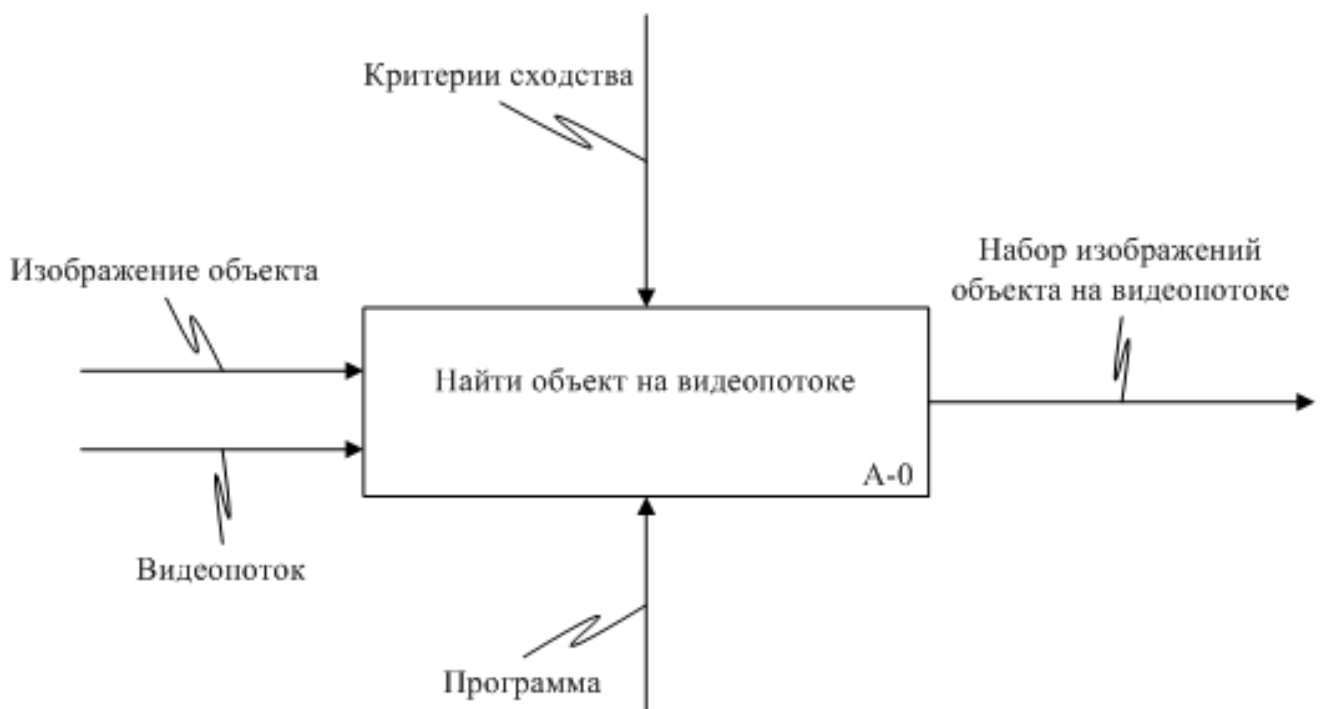 Критерии сходства
Изображение объекта
Набор изображений
объекта на видеопотоке
Найти объект на видеопотоке
А-0
Видеопоток
Программа